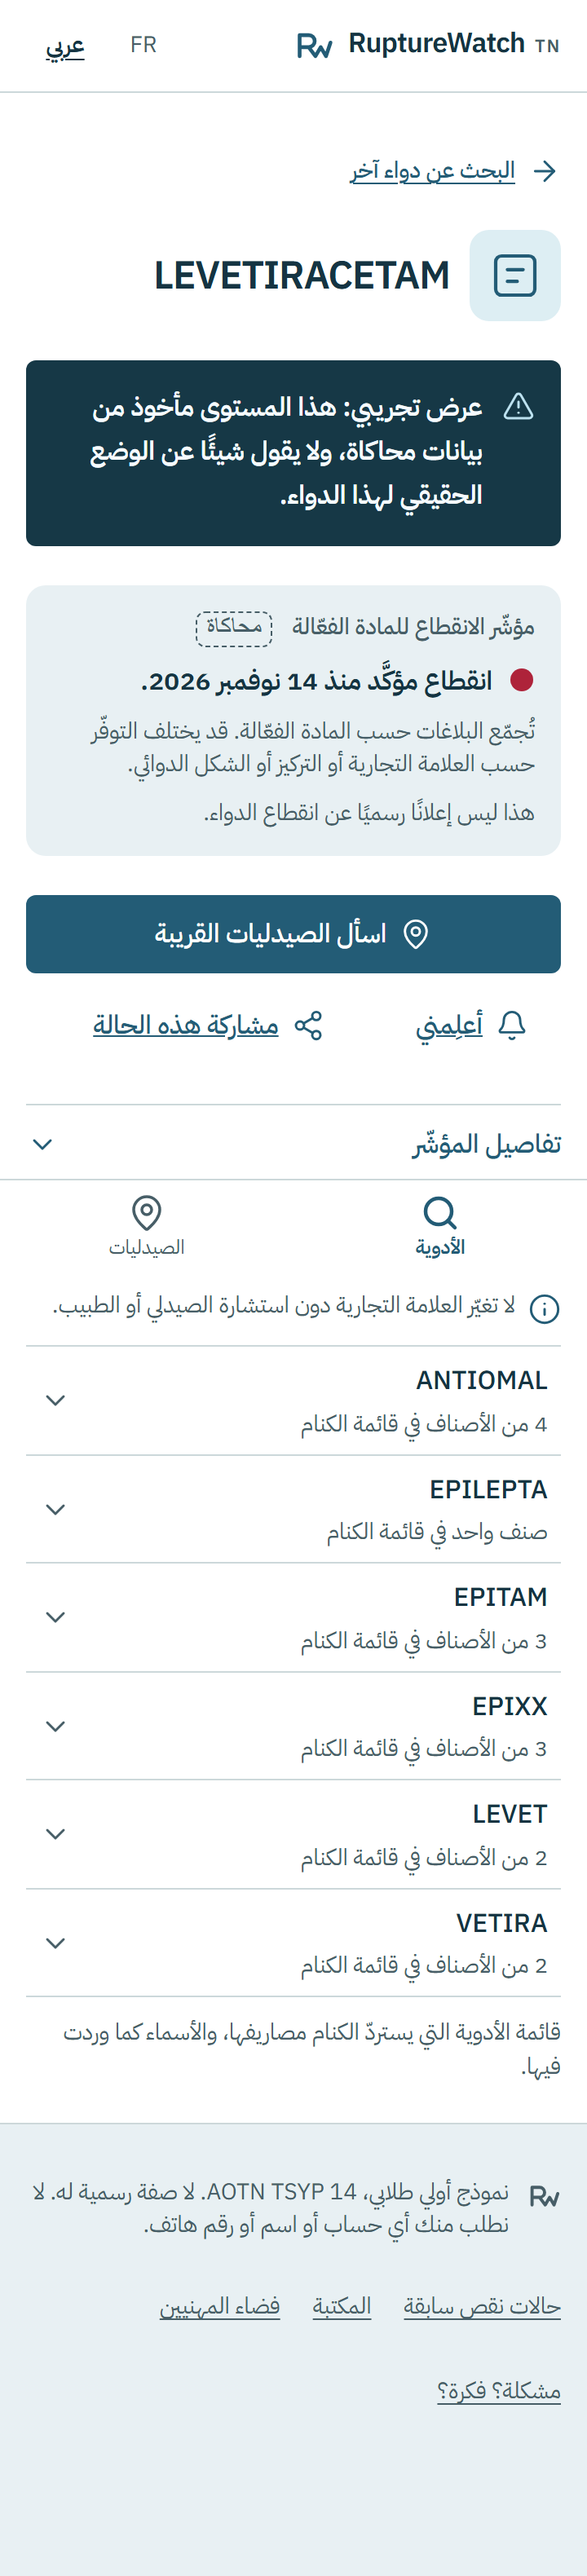 RuptureWatch TN
FR
عربي
البحث عن دواء آخر
LEVETIRACETAM
عرض تجريبي: هذا المستوى مأخوذ من
بيانات محاكاة، ولا يقول شيئًا عن الوضع
الحقيقي لهذا الدواء.
مؤشّر الانقطاع للمادة الفعّالة
محاكاة
انقطاع مؤكَّد منذ 14 نوفمبر 2026.
تُجمّع البلاغات حسب المادة الفعّالة. قد يختلف التوفّر
حسب العلامة التجارية أو التركيز أو الشكل الدوائي.
هذا ليس إعلانًا رسميًا عن انقطاع الدواء.
اسأل الصيدليات القريبة
أعلِمني
مشاركة هذه الحالة
تفاصيل المؤشّر
الأدوية
الصيدليات
لا تغيّر العلامة التجارية دون استشارة الصيدلي أو الطبيب.
ANTIOMAL
4 من الأصناف في قائمة الكنام
EPILEPTA
صنف واحد في قائمة الكنام
EPITAM
3 من الأصناف في قائمة الكنام
EPIXX
3 من الأصناف في قائمة الكنام
LEVET
2 من الأصناف في قائمة الكنام
VETIRA
2 من الأصناف في قائمة الكنام
قائمة الأدوية التي يستردّ الكنام مصاريفها، والأسماء كما وردت
فيها.
نموذج أولي طلابي، AOTN TSYP 14. لا صفة رسمية له. لا
نطلب منك أي حساب أو اسم أو رقم هاتف.
حالات نقص سابقة
المكتبة
فضاء المهنيين
مشكلة؟ فكرة؟